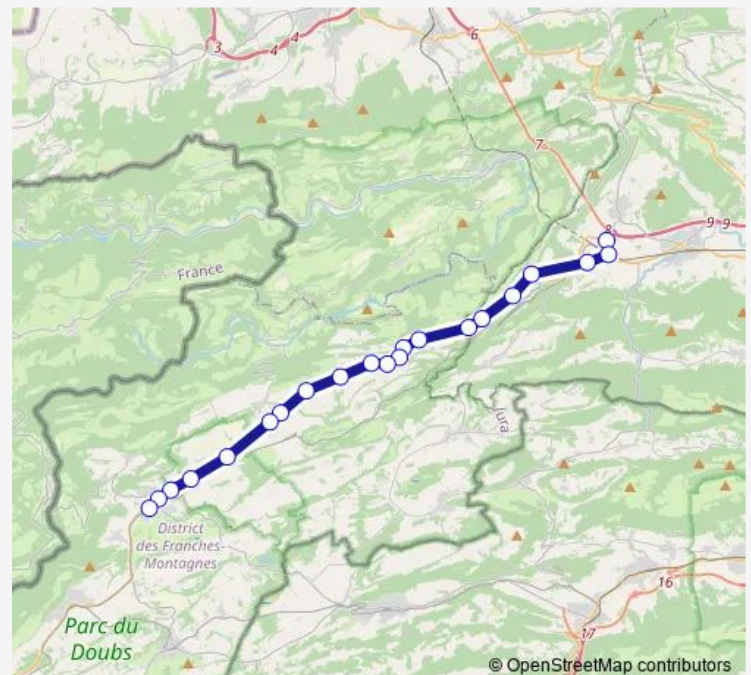 3
4
4
6
7
8
9 9
France
Jura
District
des Franches-
Montagnes
Parc du
Doubs
16
17
© OpenStreetMap contributors